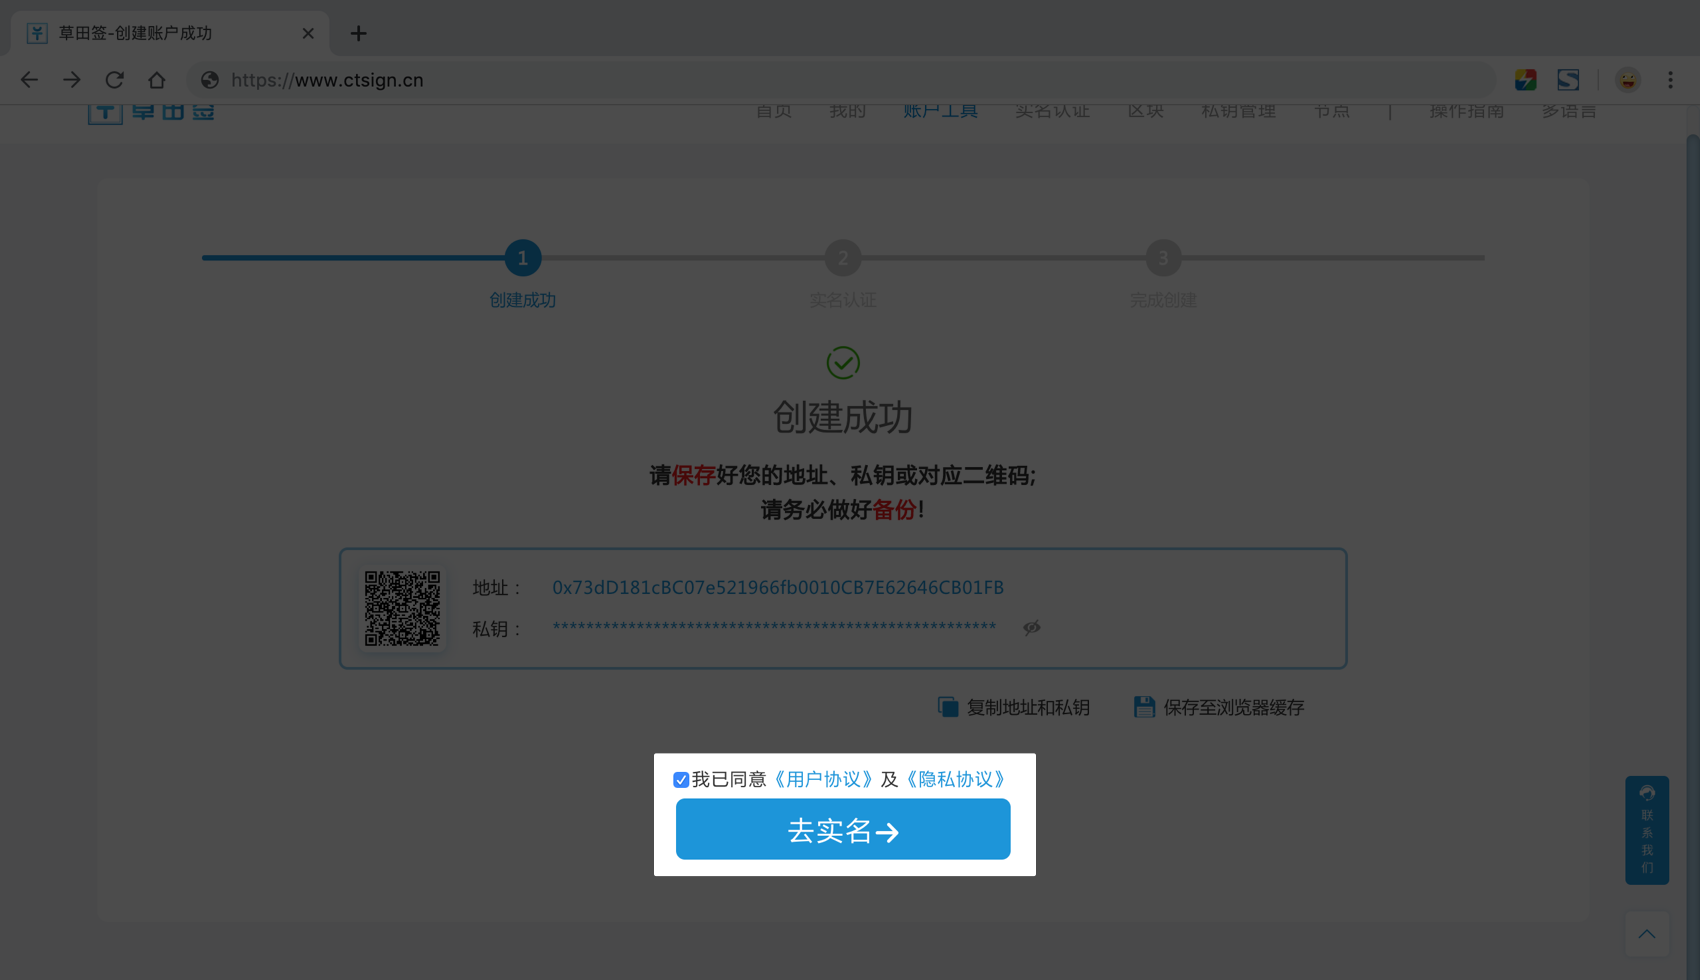 草田签-创建账户成功
https://www.ctsign.cn
草田签
首页 我的 账户工具 实名认证 区块 私钥管理 节点 | 操作指南 多语言
1 2 3
创建成功 实名认证 完成创建
创建成功
请保存好您的地址、私钥或对应二维码;
请务必做好备份!
地址： 0x73dD181cBC07e521966fb0010CB7E62646CB01FB
私钥： *****************************************************
复制地址和私钥 保存至浏览器缓存
我已同意《用户协议》及《隐私协议》
去实名→
联系我们